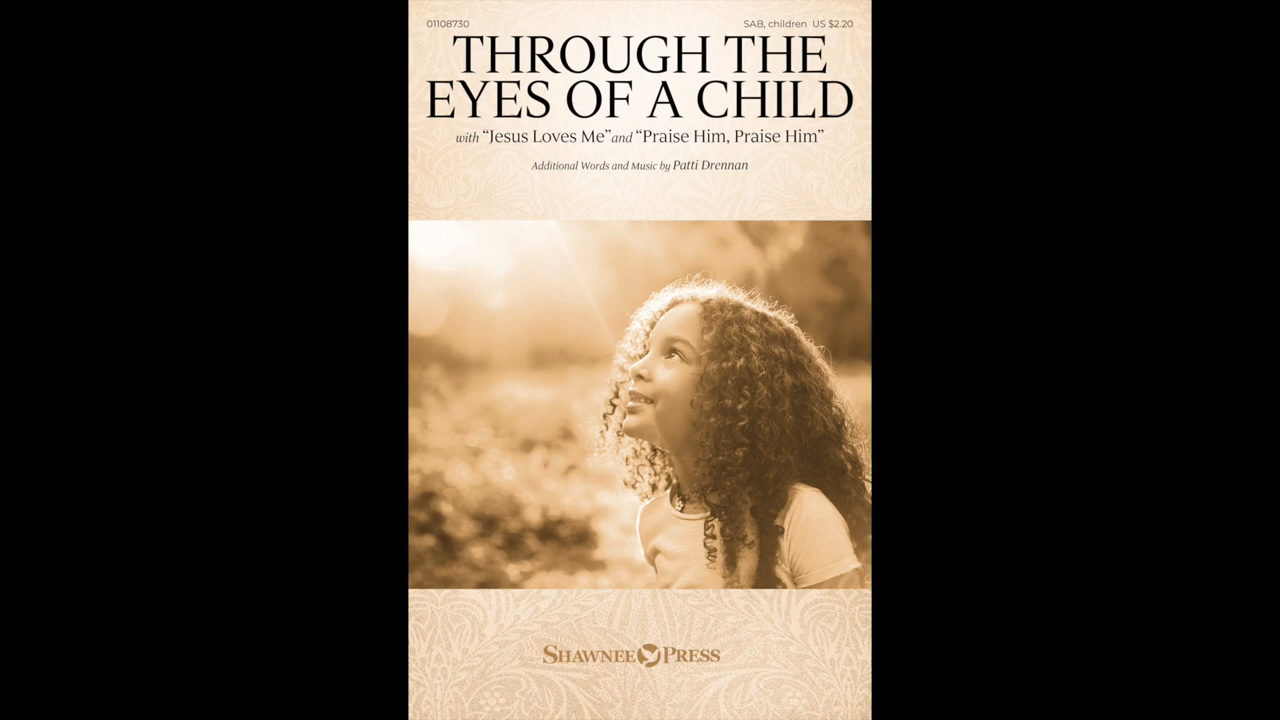 01108730
SAB, children US $2.20
THROUGH THE
EYES OF A CHILD
with “Jesus Loves Me” and “Praise Him, Praise Him”
Additional Words and Music by Patti Drennan
SHAWNEE PRESS